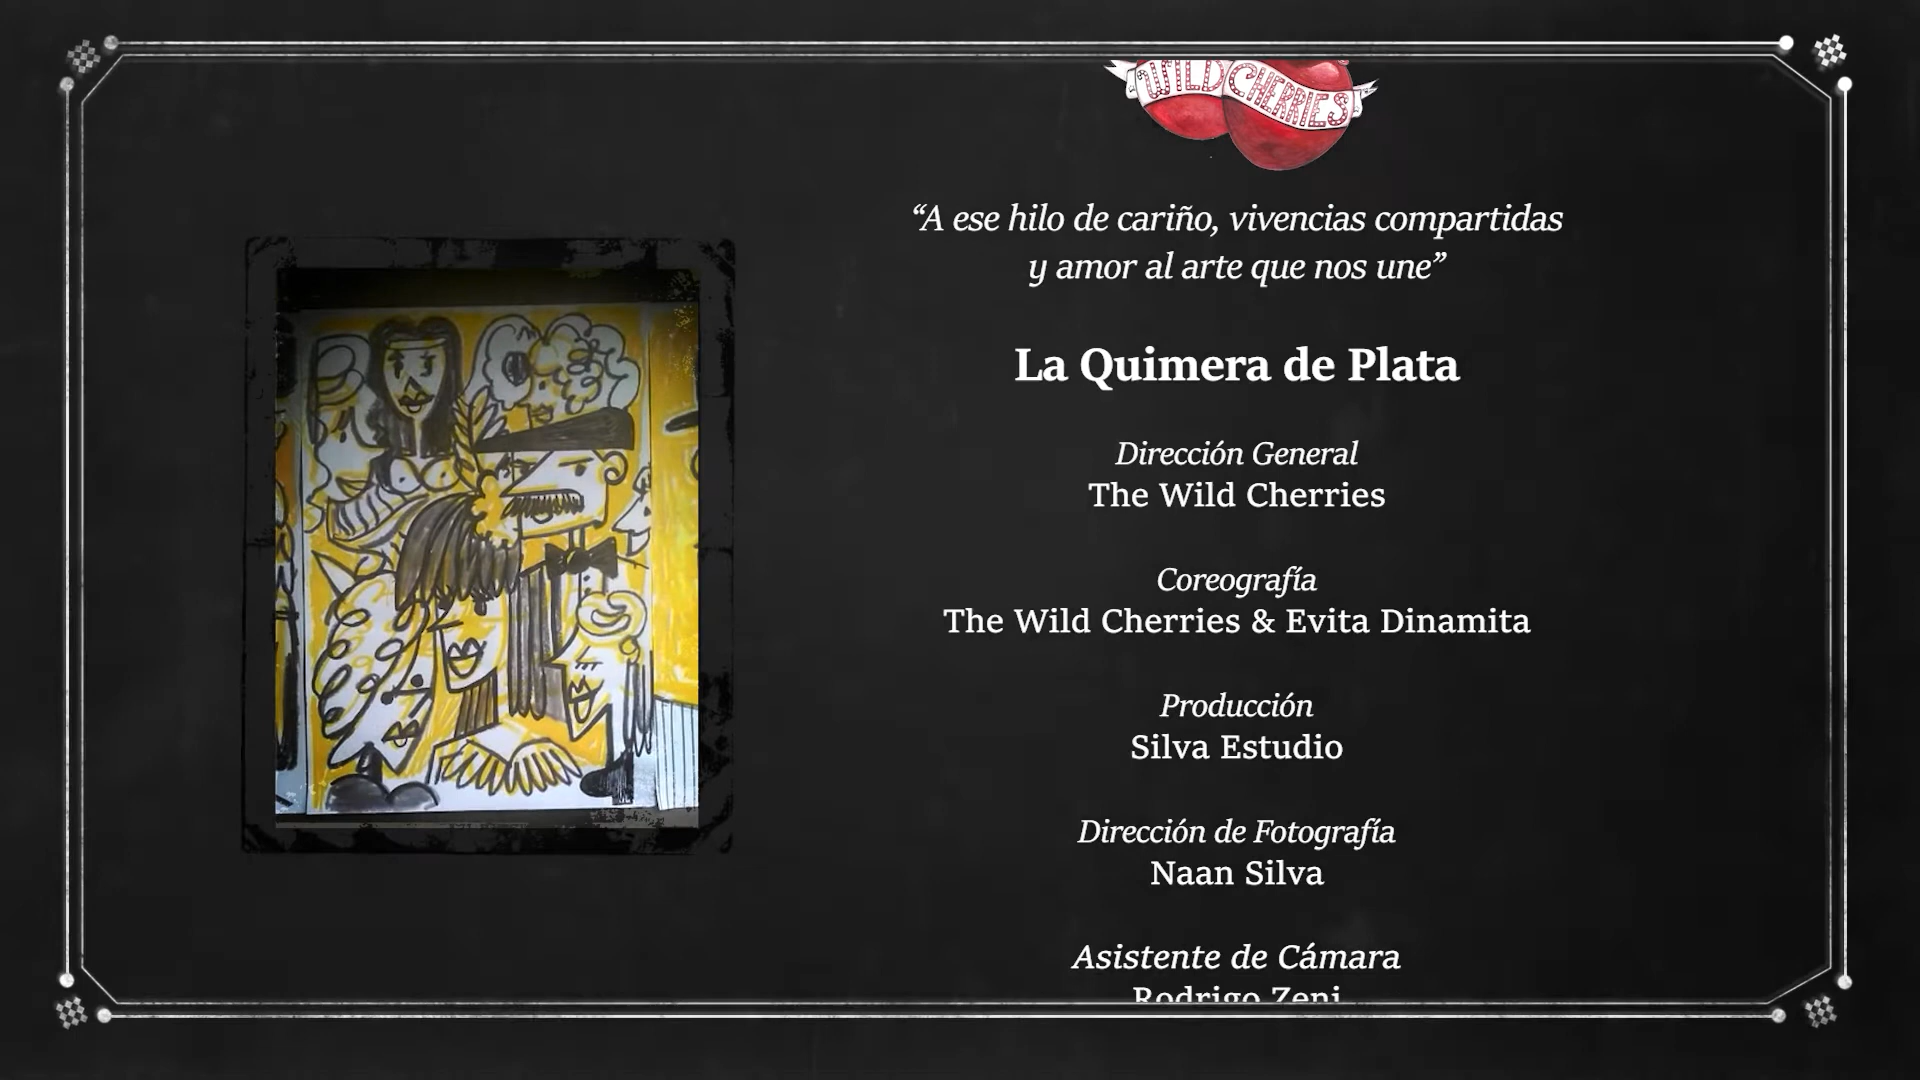 WILD CHERRIES
“A ese hilo de cariño, vivencias compartidas
y amor al arte que nos une”
La Quimera de Plata
Dirección General
The Wild Cherries
Coreografía
The Wild Cherries & Evita Dinamita
Producción
Silva Estudio
Dirección de Fotografía
Naan Silva
Asistente de Cámara
Rodrigo Zeni